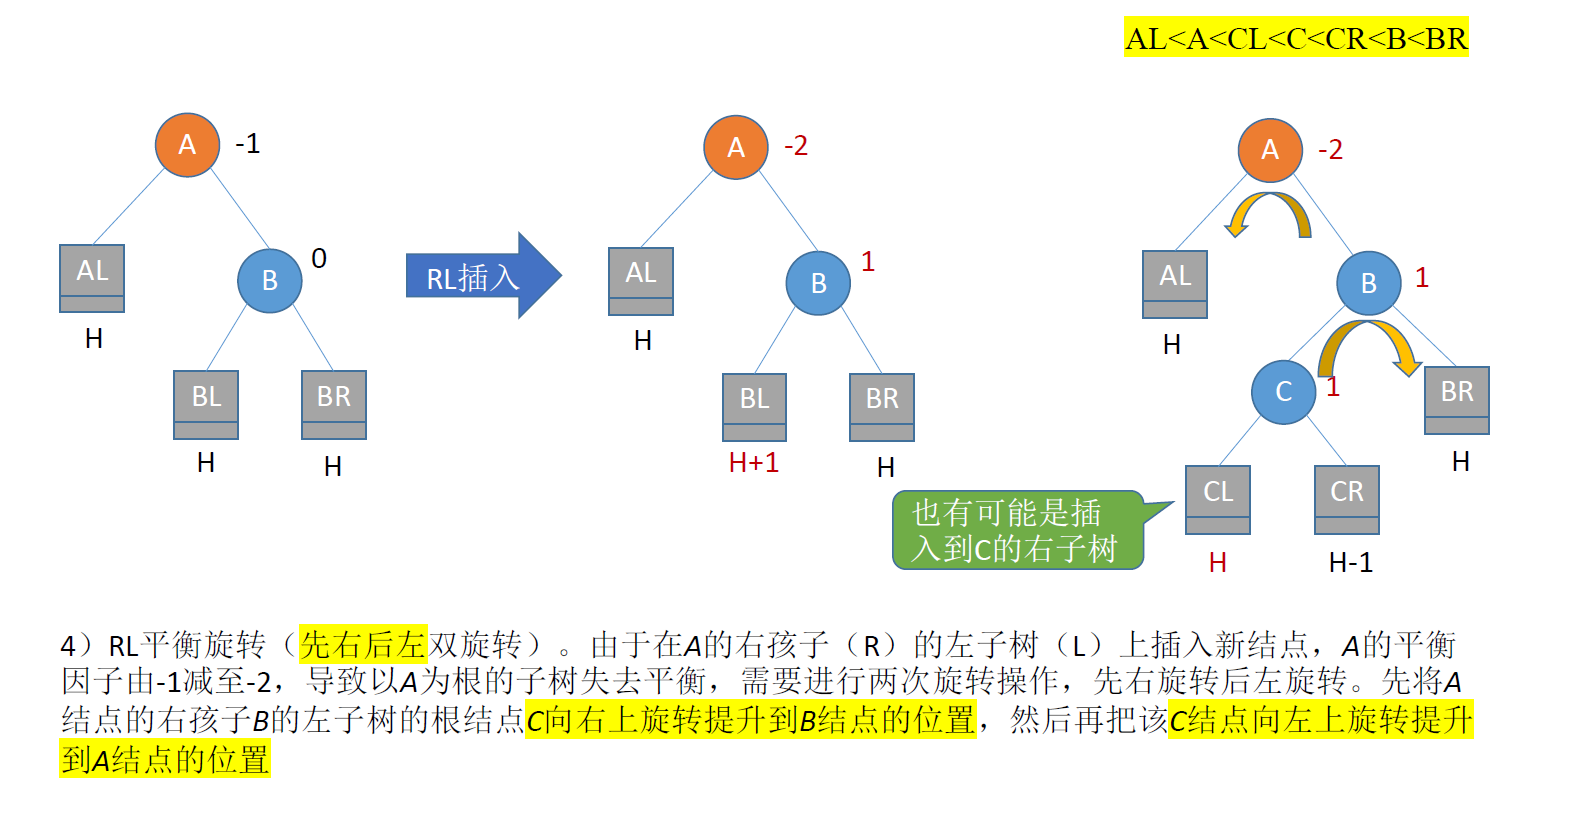 AL<A<CL<C<CR<B<BR
A
-1
AL
H
B
0
BL
H
BR
H
RL插入
A
-2
AL
H
B
1
BL
H+1
BR
H
A
-2
AL
H
B
1
C
1
BR
H
CL
H
CR
H-1
也有可能是插
入到C的右子树
4）RL平衡旋转（先右后左双旋转）。由于在A的右孩子（R）的左子树（L）上插入新结点，A的平衡
因子由-1减至-2，导致以A为根的子树失去平衡，需要进行两次旋转操作，先右旋转后左旋转。先将A
结点的右孩子B的左子树的根结点C向右上旋转提升到B结点的位置，然后再把该C结点向左上旋转提升
到A结点的位置